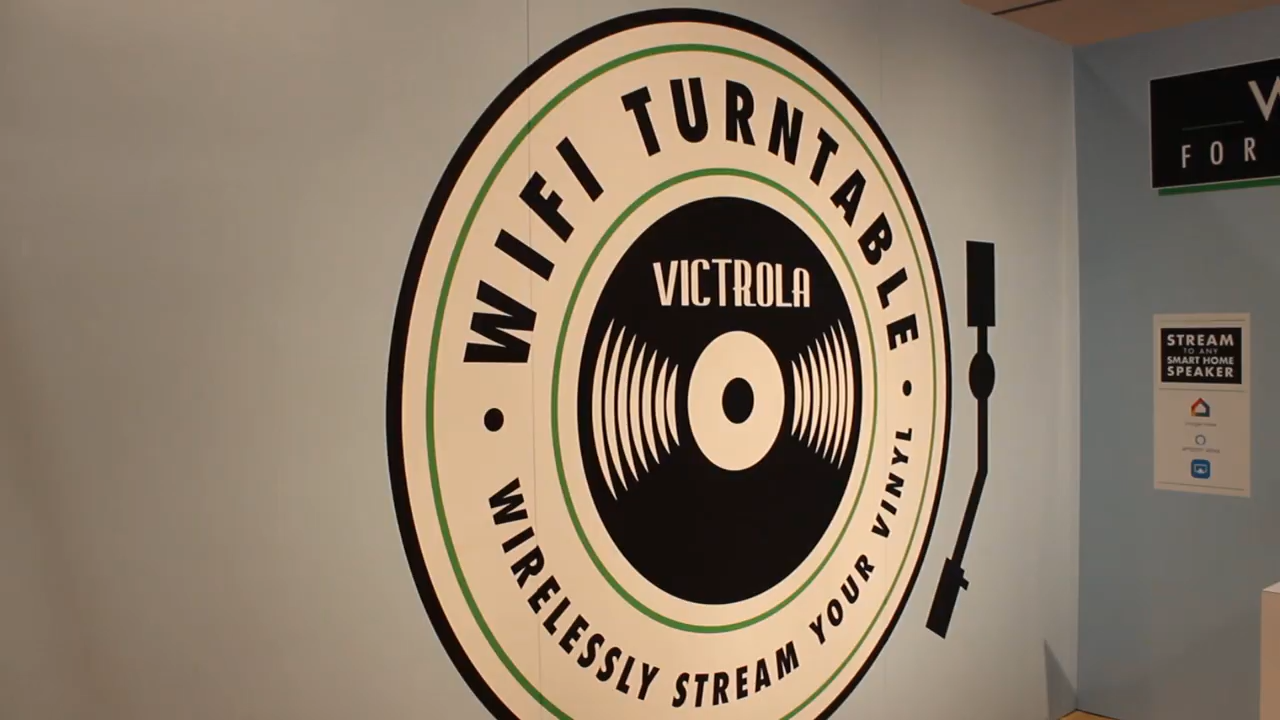 WIFI TURNTABLE
VICTROLA
WIRELESSLY STREAM YOUR VINYL
FOR
STREAM
TO ANY
SMART HOME
SPEAKER